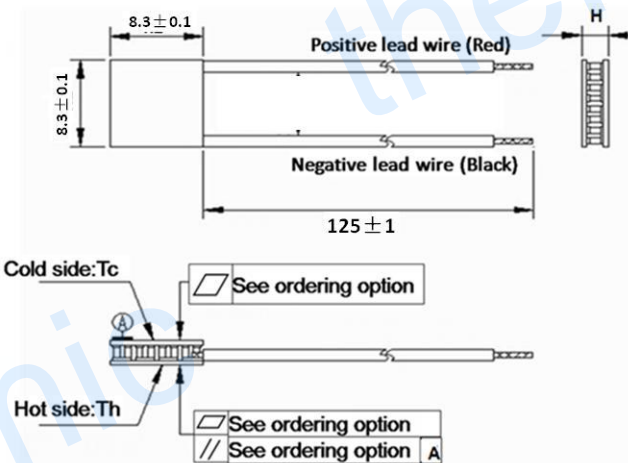 8.3±0.1
H
Positive lead wire (Red)
8.3±0.1
Negative lead wire (Black)
125±1
Cold side:Tc
See ordering option
A
Hot side:Th
See ordering option
// See ordering option A